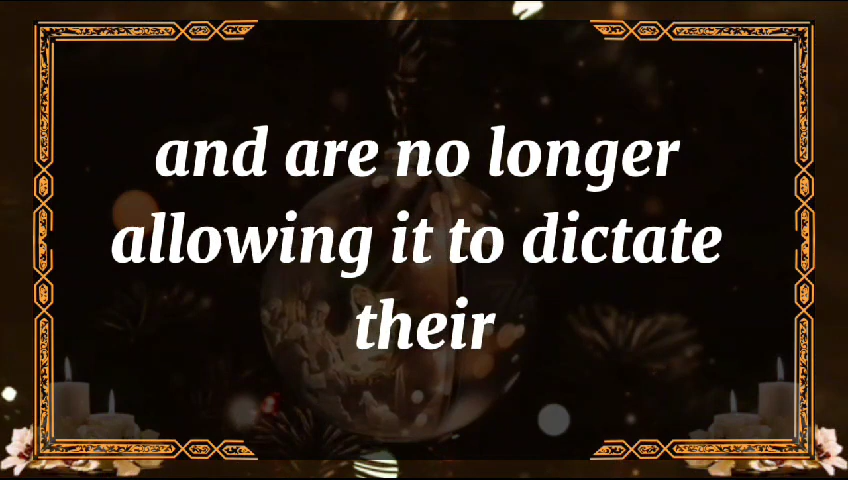 and are no longer
allowing it to dictate
their